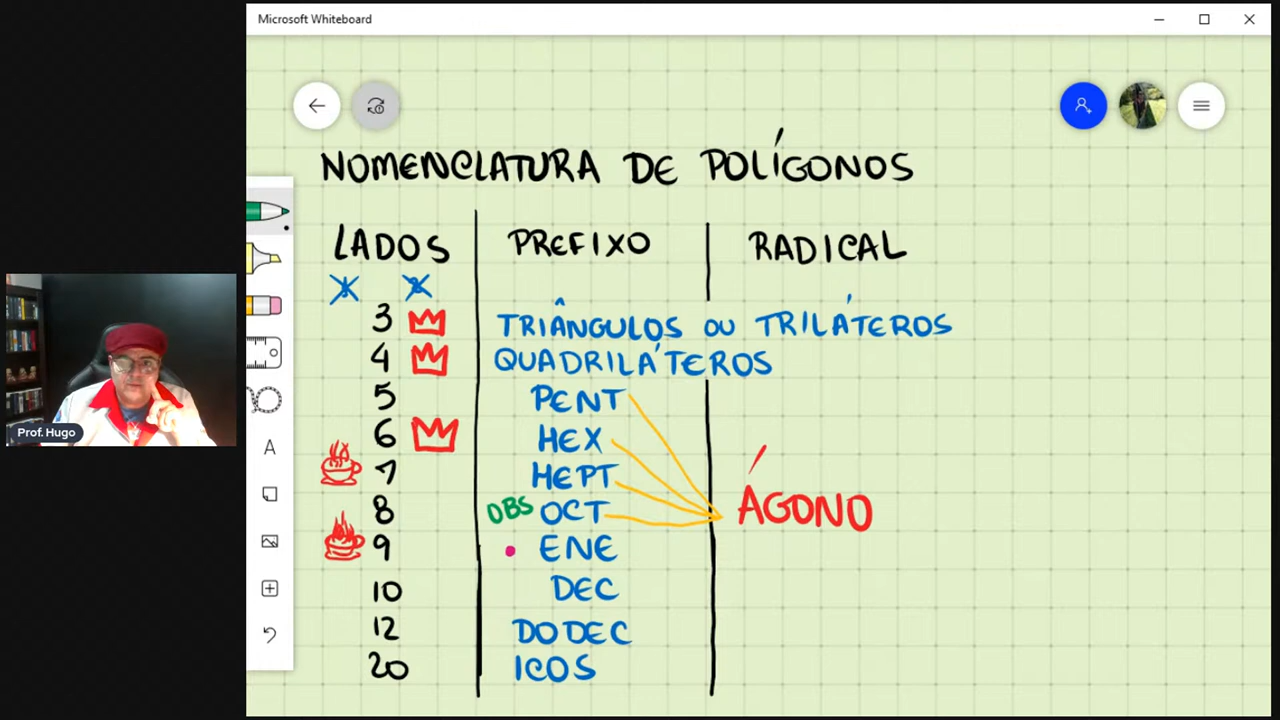 Microsoft Whiteboard
NOMENCLATURA DE POLÍGONOS
LADOS PREFIXO RADICAL
3 TRIÂNGULOS OU TRILÁTEROS
4 QUADRILÁTEROS
5 PENT
6 HEX
7 HEPT
8 OBS OCT ÁGONO
9 ENE
10 DEC
12 DODEC
20 ICOS
Prof. Hugo
A